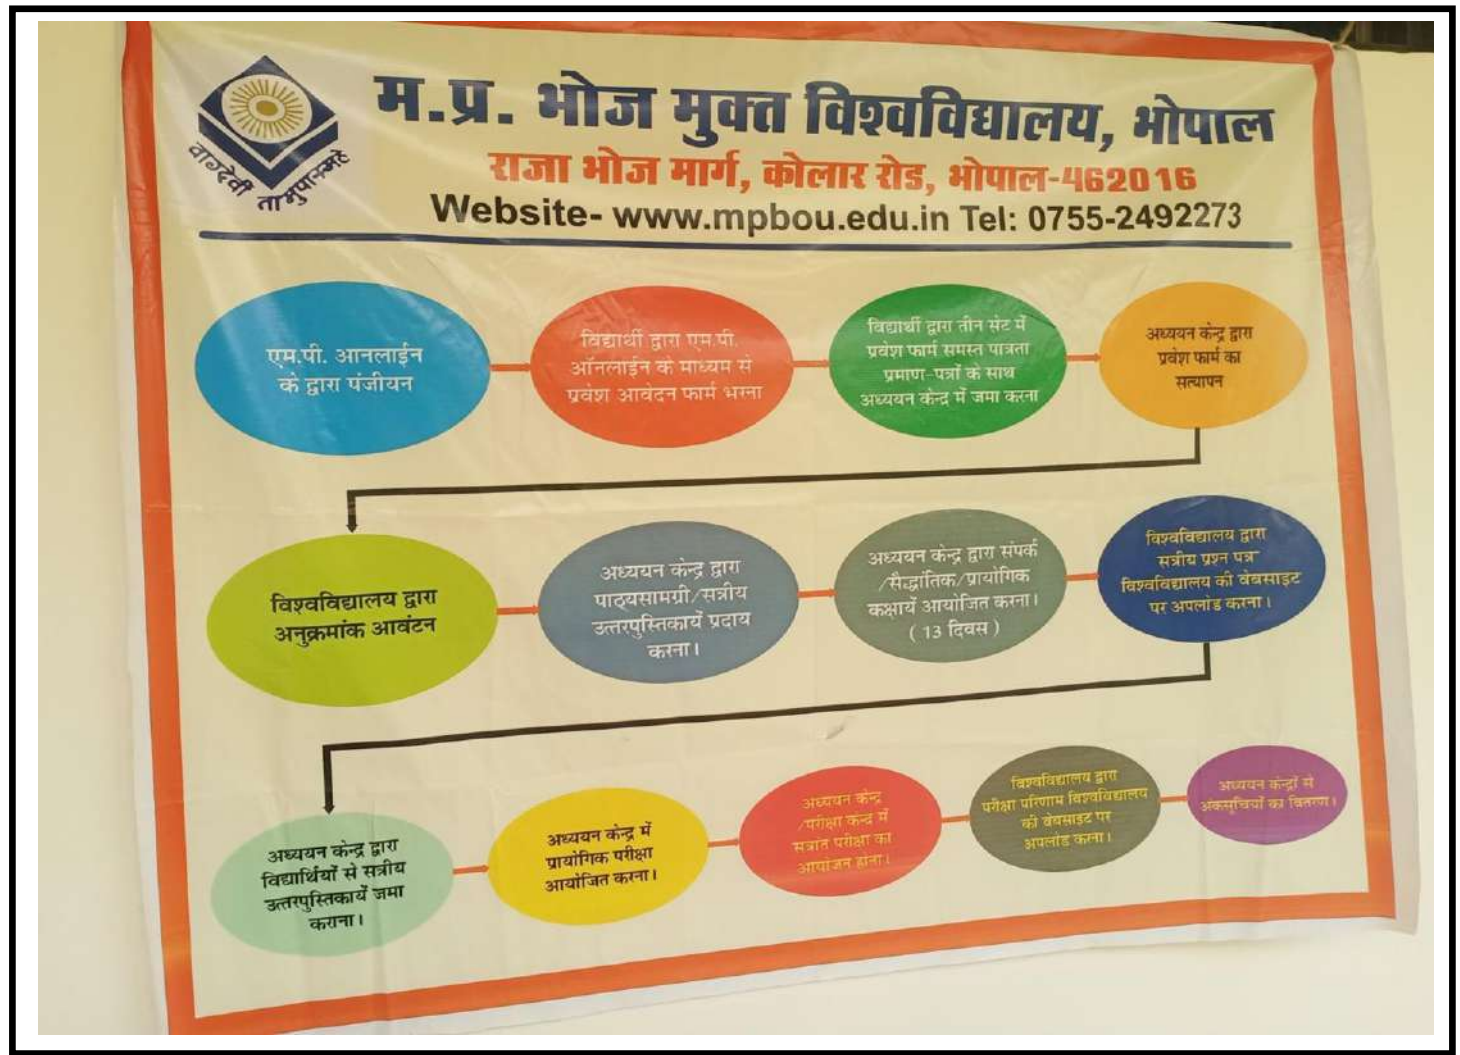 म.प्र. भोज मुक्त विश्वविद्यालय, भोपाल
राजा भोज मार्ग, कोलार रोड, भोपाल-462016
Website- www.mpbou.edu.in Tel: 0755-2492273
वाग्देवी
तामुपास्महे
एम.पी. आनलाईन
के द्वारा पंजीयन
विद्यार्थी द्वारा एम.पी.
ऑनलाईन के माध्यम से
प्रवेश आवेदन फार्म भरना
विद्यार्थी द्वारा तीन सेट में
प्रवेश फार्म समस्त पात्रता
प्रमाण-पत्रों के साथ
अध्ययन केन्द्र में जमा करना
अध्ययन केन्द्र द्वारा
प्रवेश फार्म का
सत्यापन
विश्वविद्यालय द्वारा
अनुक्रमांक आवंटन
अध्ययन केन्द्र द्वारा
पाठ्यसामग्री/सत्रीय
उत्तरपुस्तिकायें प्रदाय
करना।
अध्ययन केन्द्र द्वारा संपर्क
/सैद्धांतिक/प्रायोगिक
कक्षायें आयोजित करना।
( 13 दिवस )
विश्वविद्यालय द्वारा
सत्रीय प्रश्न पत्र
विश्वविद्यालय की वेबसाइट
पर अपलोड करना।
अध्ययन केन्द्र द्वारा
विद्यार्थियों से सत्रीय
उत्तरपुस्तिकायें जमा
कराना।
अध्ययन केन्द्र में
प्रायोगिक परीक्षा
आयोजित करना।
अध्ययन केन्द्र
/परीक्षा केन्द्र में
सत्रांत परीक्षा का
आयोजन होना।
विश्वविद्यालय द्वारा
परीक्षा परिणाम विश्वविद्यालय
की वेबसाइट पर
अपलोड करना।
अध्ययन केन्द्रों से
अंकसूचियों का वितरण।